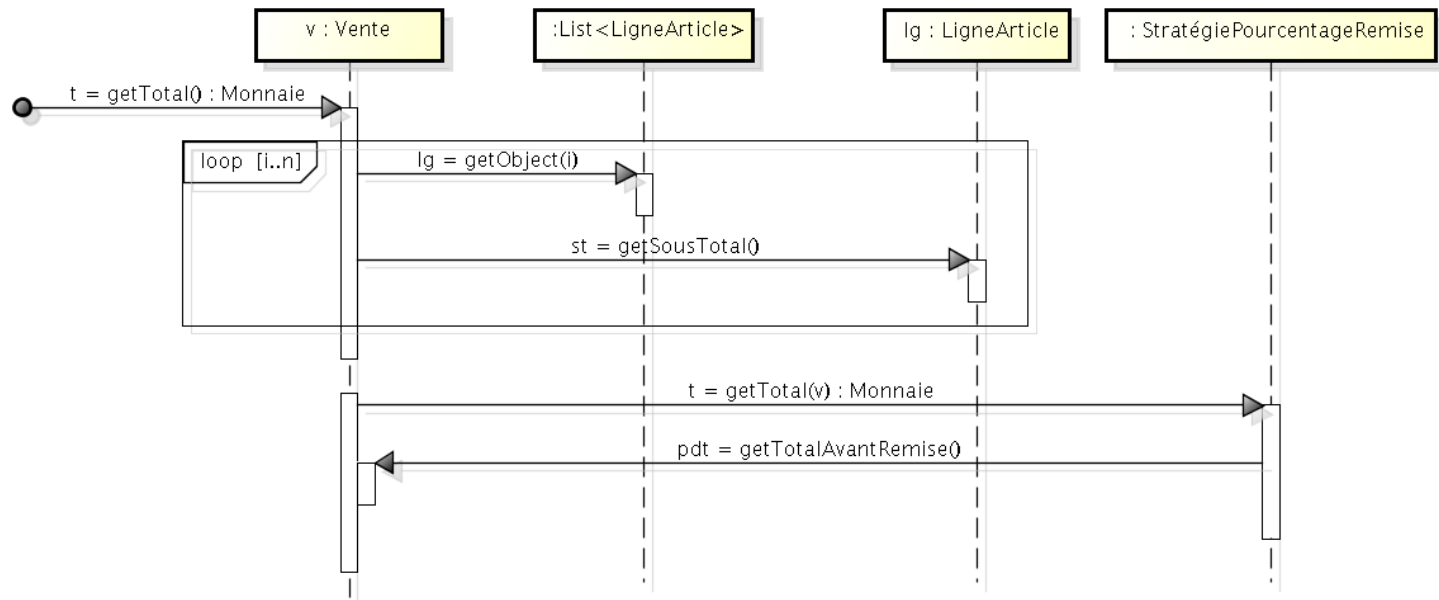 v : Vente
:List<LigneArticle>
lg : LigneArticle
: StratégiePourcentageRemise
t = getTotal() : Monnaie
loop [i..n]
lg = getObject(i)
st = getSousTotal()
t = getTotal(v) : Monnaie
pdt = getTotalAvantRemise()